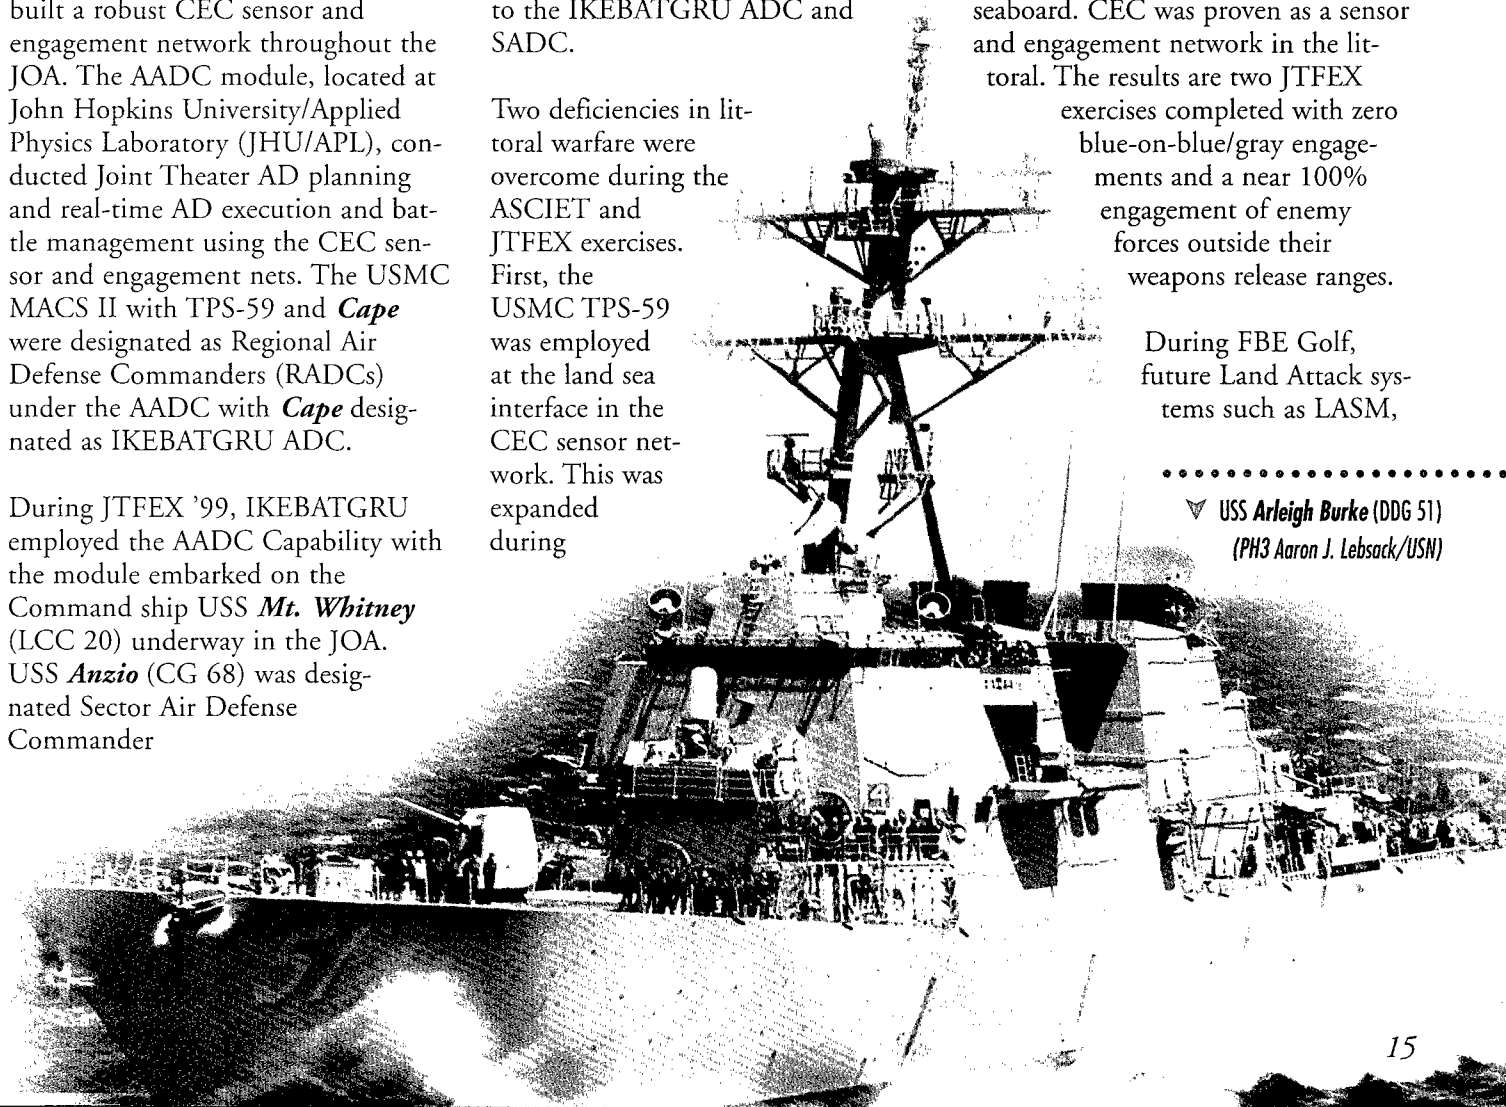 built a robust CEC sensor and
engagement network throughout the
JOA. The AADC module, located at
John Hopkins University/Applied
Physics Laboratory (JHU/APL), con-
ducted Joint Theater AD planning
and real-time AD execution and bat-
tle management using the CEC sen-
sor and engagement nets. The USMC
MACS II with TPS-59 and Cape
were designated as Regional Air
Defense Commanders (RADCs)
under the AADC with Cape desig-
nated as IKEBATGRU ADC.
During JTFEX ’99, IKEBATGRU
employed the AADC Capability with
the module embarked on the
Command ship USS Mt. Whitney
(LCC 20) underway in the JOA.
USS Anzio (CG 68) was desig-
nated Sector Air Defense
Commander
to the IKEBATGRU ADC and
SADC.
Two deficiencies in lit-
toral warfare were
overcome during the
ASCIET and
JTFEX exercises.
First, the
USMC TPS-59
was employed
at the land sea
interface in the
CEC sensor net-
work. This was
expanded
during
seaboard. CEC was proven as a sensor
and engagement network in the lit-
toral. The results are two JTFEX
exercises completed with zero
blue-on-blue/gray engage-
ments and a near 100%
engagement of enemy
forces outside their
weapons release ranges.
During FBE Golf,
future Land Attack sys-
tems such as LASM,
USS Arleigh Burke (DDG 51)
(PH3 Aaron J. Lebsack/USN)
15